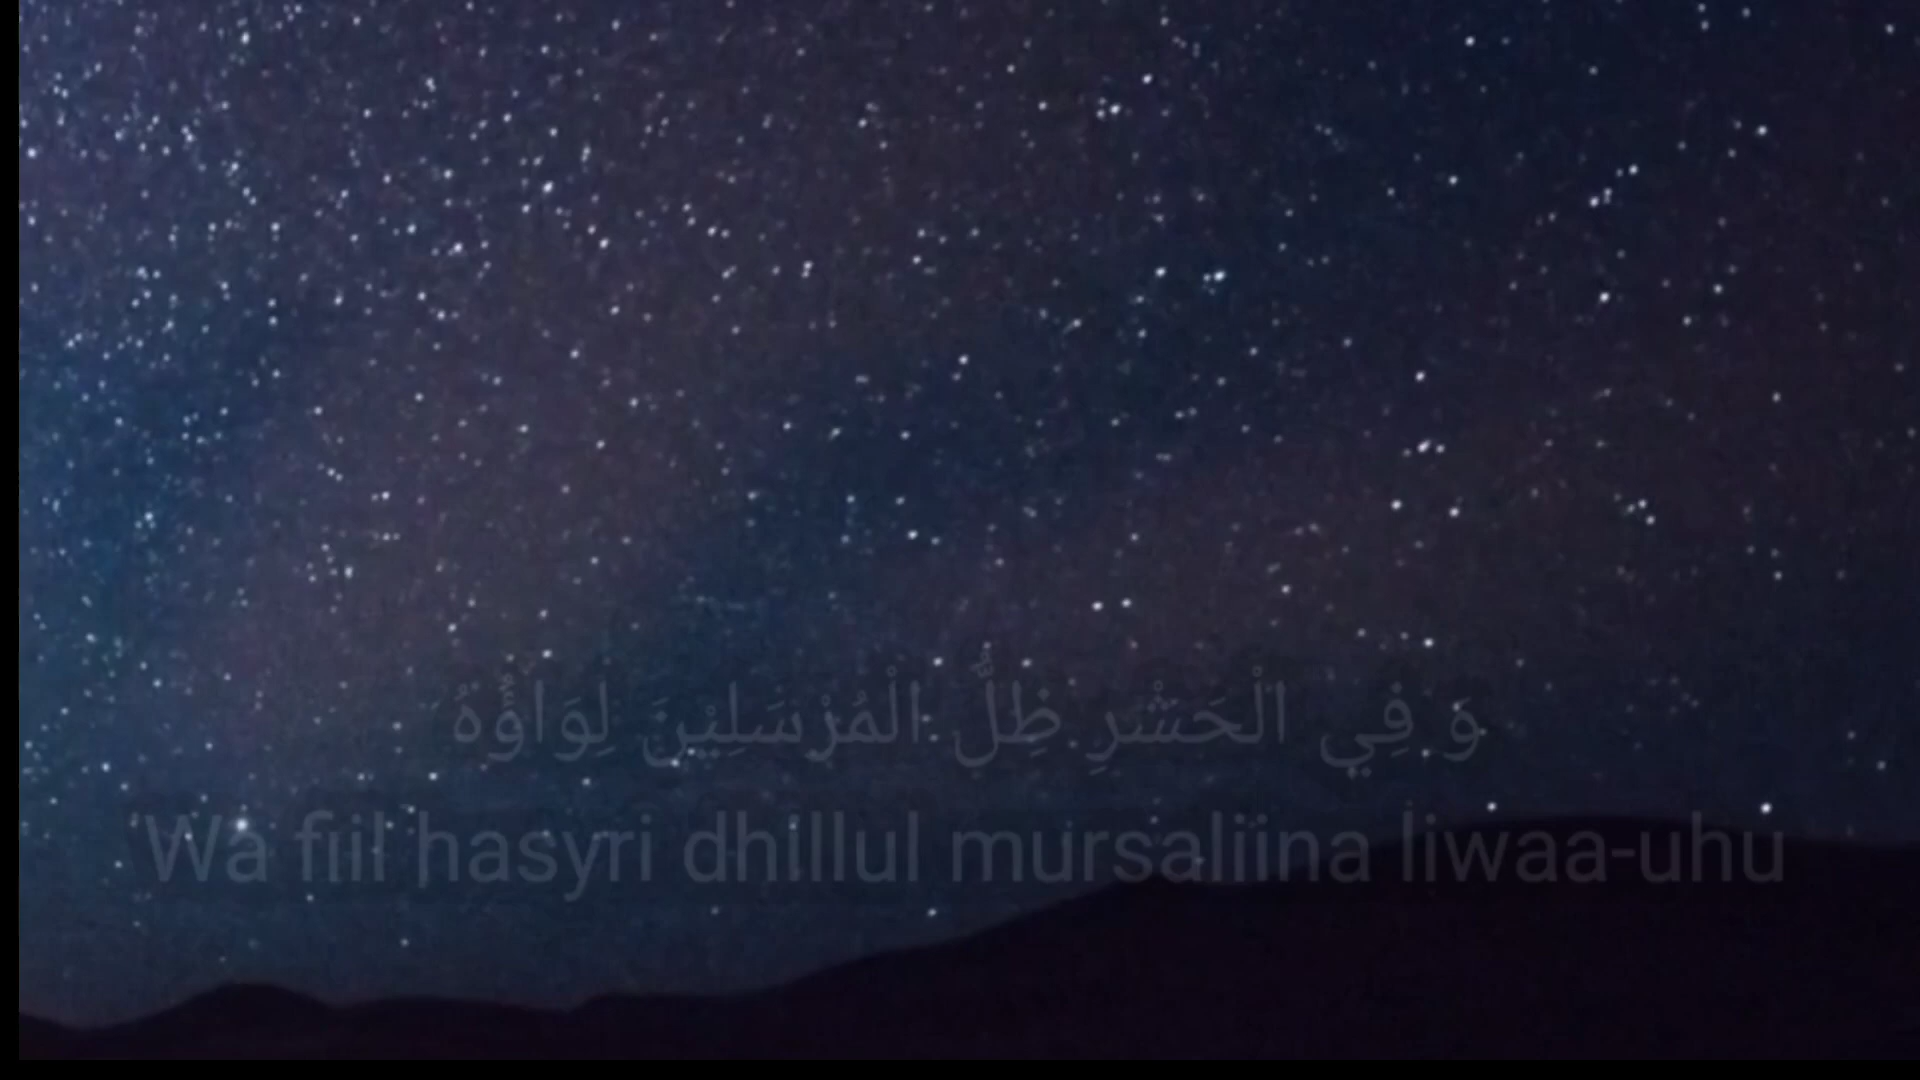 وَ فِي الْحَشْرِ ظِلُّ الْمُرْسَلِيْنَ لِوَاؤُهُ
Wa fiil hasyri dhillul mursaliina liwaa-uhu